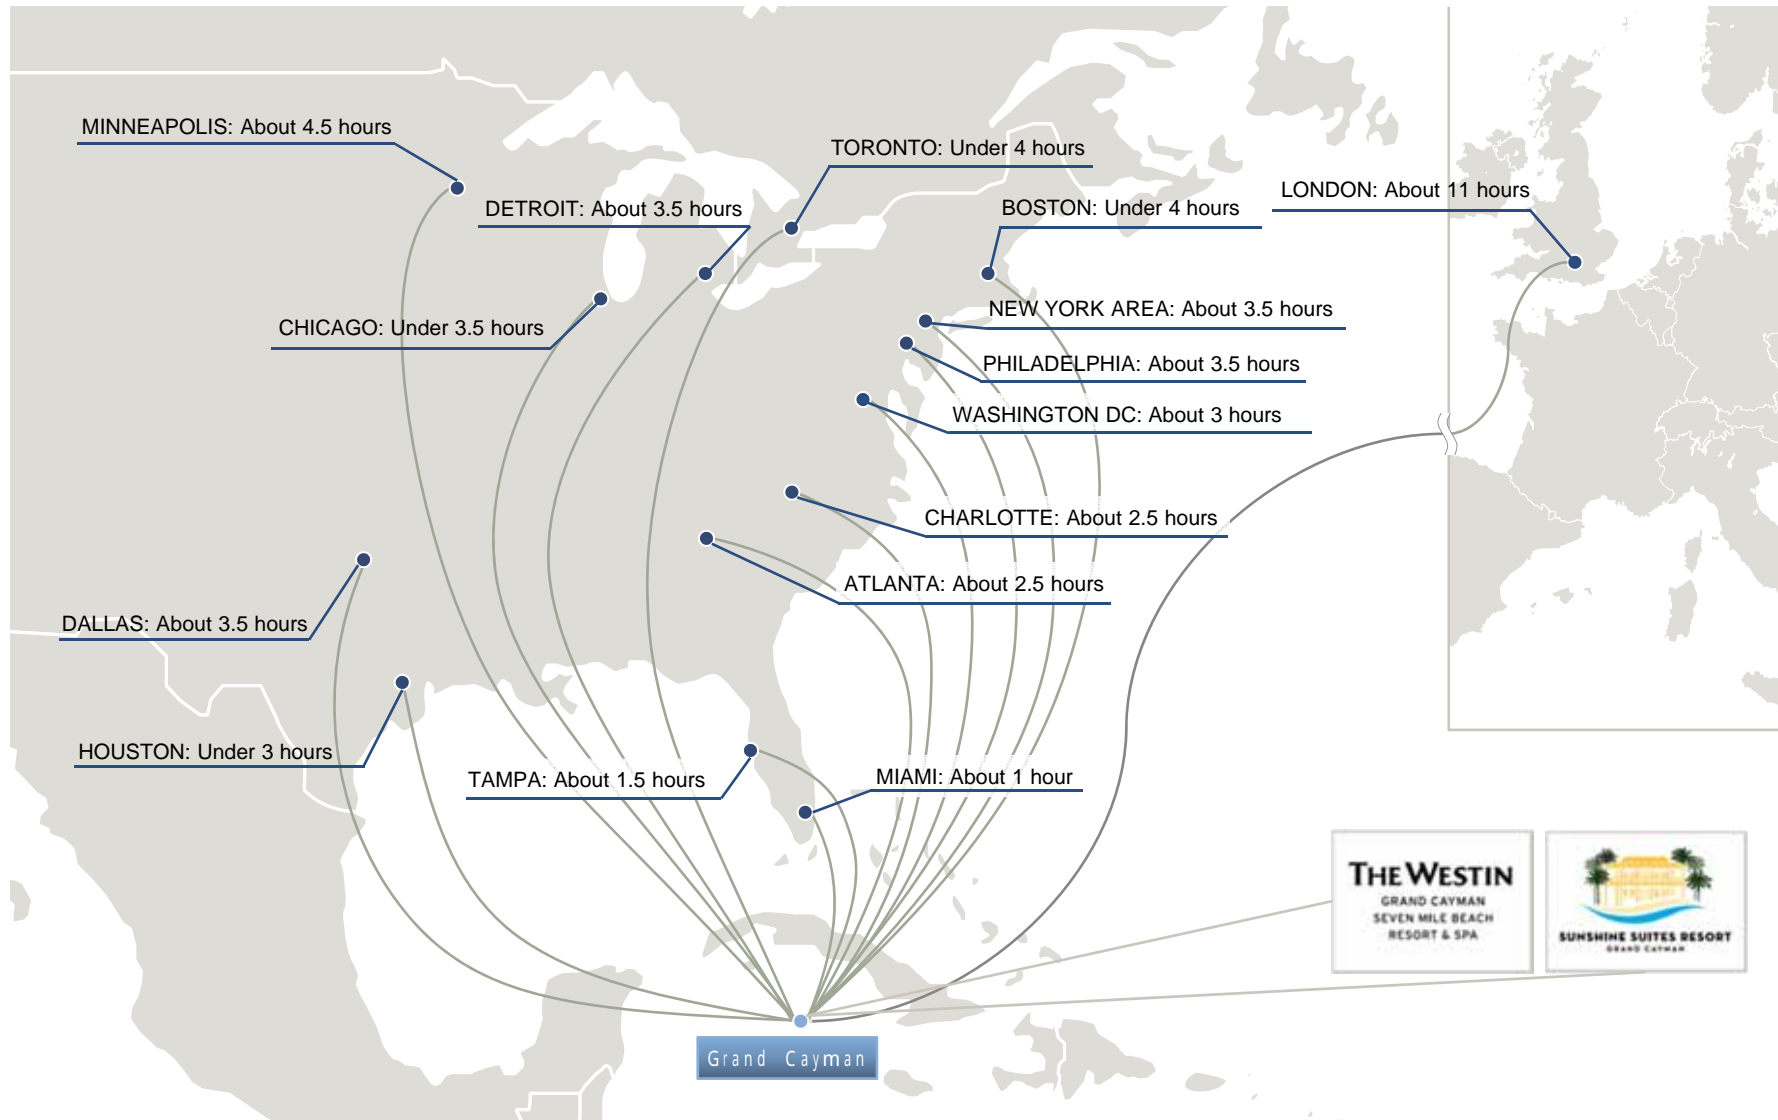 MINNEAPOLIS: About 4.5 hours
TORONTO: Under 4 hours
LONDON: About 11 hours
DETROIT: About 3.5 hours
BOSTON: Under 4 hours
NEW YORK AREA: About 3.5 hours
CHICAGO: Under 3.5 hours
PHILADELPHIA: About 3.5 hours
WASHINGTON DC: About 3 hours
CHARLOTTE: About 2.5 hours
ATLANTA: About 2.5 hours
DALLAS: About 3.5 hours
HOUSTON: Under 3 hours
TAMPA: About 1.5 hours
MIAMI: About 1 hour
THE WESTIN
GRAND CAYMAN
SEVEN MILE BEACH
RESORT & SPA
SUNSHINE SUITES RESORT
GRAND CAYMAN
Grand Cayman